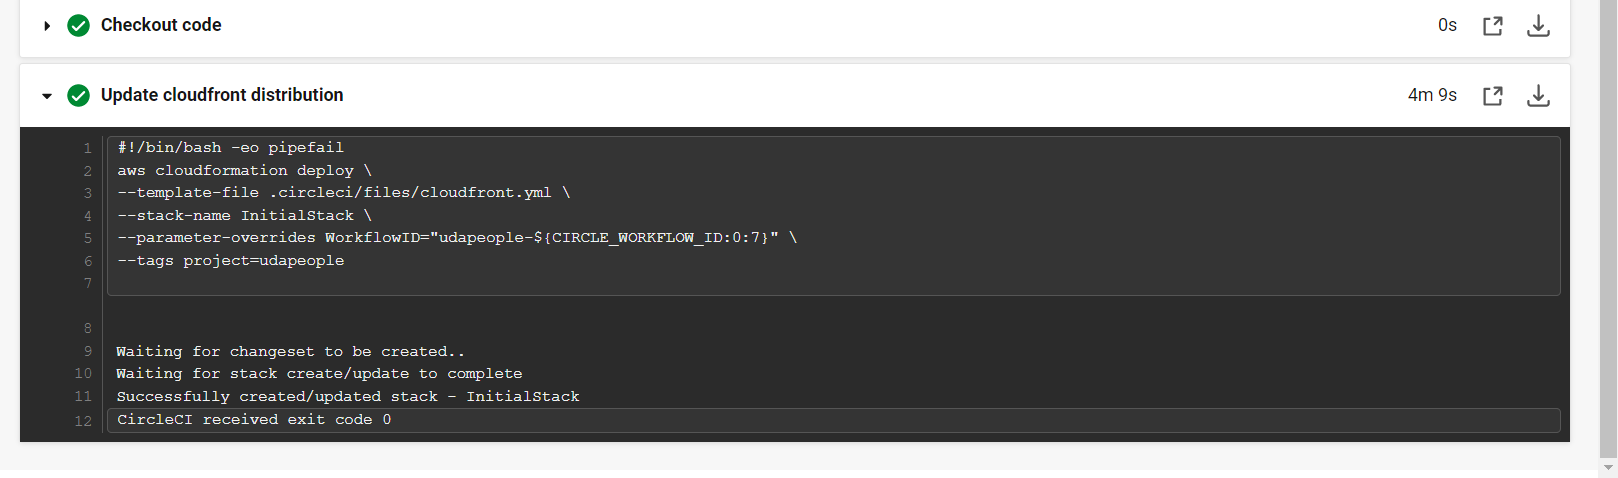 Checkout code 0s
Update cloudfront distribution 4m 9s
1 #!/bin/bash -eo pipefail
2 aws cloudformation deploy \
3 --template-file .circleci/files/cloudfront.yml \
4 --stack-name InitialStack \
5 --parameter-overrides WorkflowID="udapeople-${CIRCLE_WORKFLOW_ID:0:7}" \
6 --tags project=udapeople
7
8
9 Waiting for changeset to be created..
10 Waiting for stack create/update to complete
11 Successfully created/updated stack - InitialStack
12 CircleCI received exit code 0